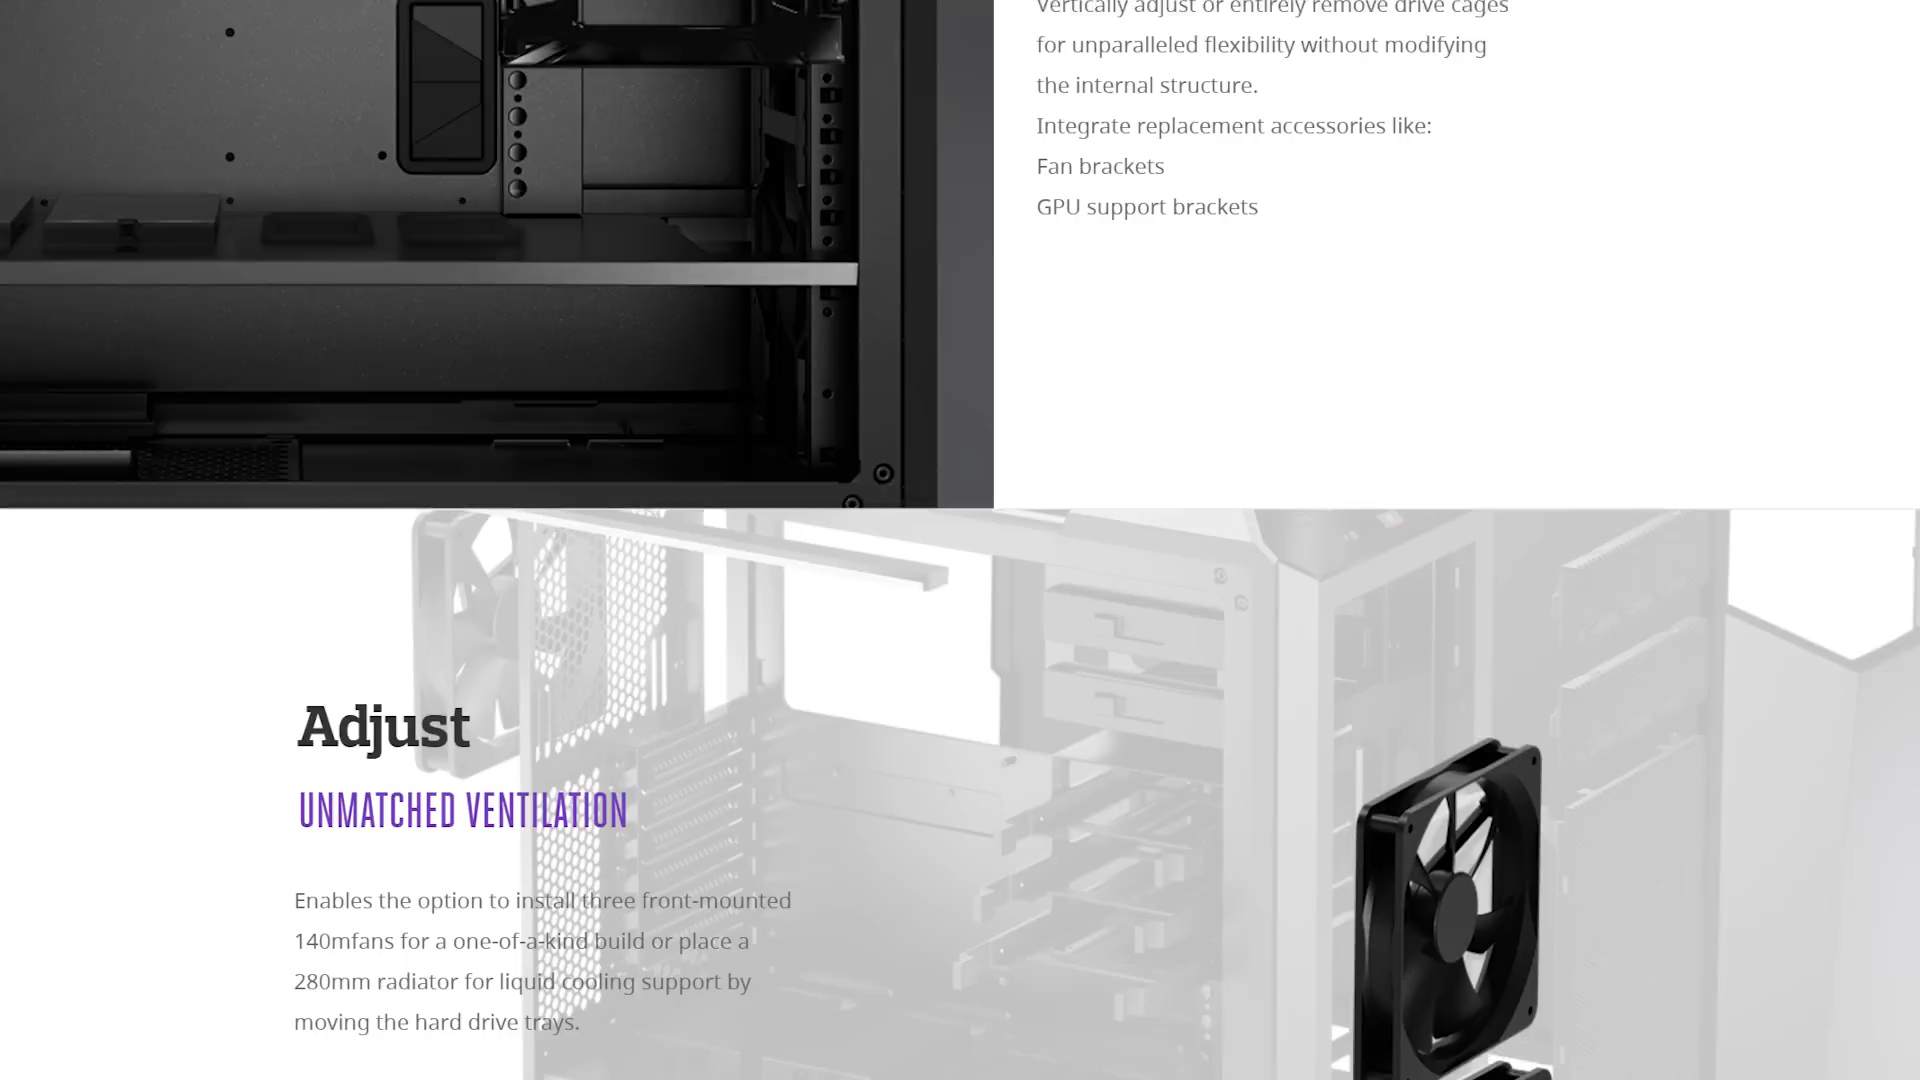 Vertically adjust or entirely remove drive cages
for unparalleled flexibility without modifying
the internal structure.
Integrate replacement accessories like:
Fan brackets
GPU support brackets
Adjust
UNMATCHED VENTILATION
Enables the option to install three front-mounted
140mfans for a one-of-a-kind build or place a
280mm radiator for liquid cooling support by
moving the hard drive trays.